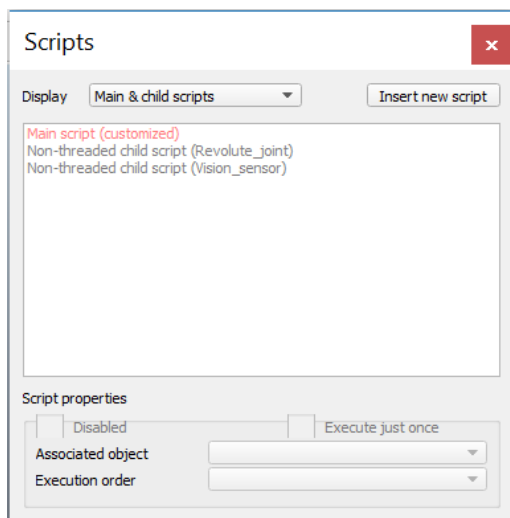 Scripts
Display Main & child scripts Insert new script
Main script (customized)
Non-threaded child script (Revolute_joint)
Non-threaded child script (Vision_sensor)
Script properties
Disabled Execute just once
Associated object
Execution order